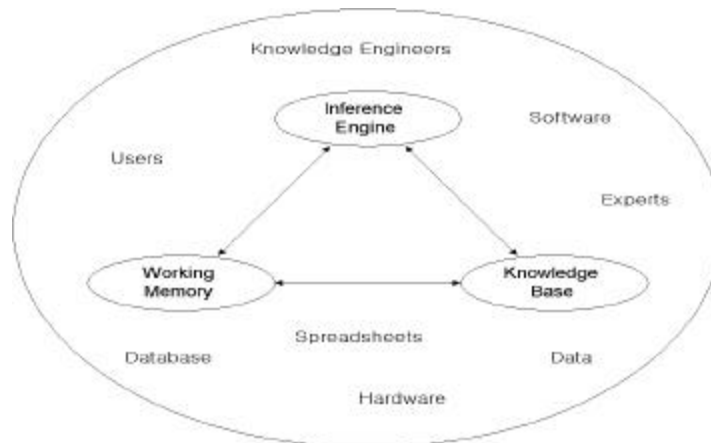 Knowledge Engineers
Inference
Engine
Software
Users
Experts
Working
Memory
Knowledge
Base
Spreadsheets
Database
Data
Hardware